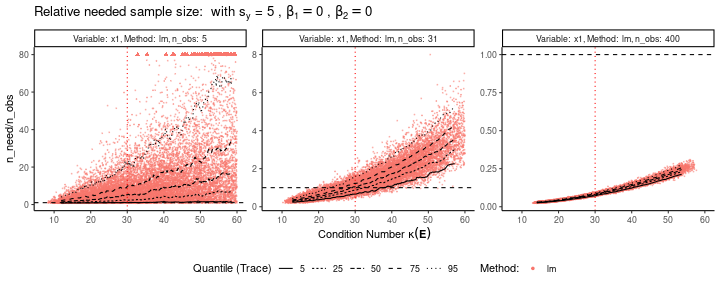 Relative needed sample size:  with s_y = 5 , β_1 = 0 , β_2 = 0
Variable: x1, Method: lm, n_obs: 5
Variable: x1, Method: lm, n_obs: 31
Variable: x1, Method: lm, n_obs: 400
n_need/n_obs
80
60
40
20
0
10 20 30 40 50 60
8
6
4
2
0
10 20 30 40 50 60
1.00
0.75
0.50
0.25
0.00
10 20 30 40 50 60
Condition Number κ(E)
Quantile (Trace) 5 25 50 75 95 Method: lm